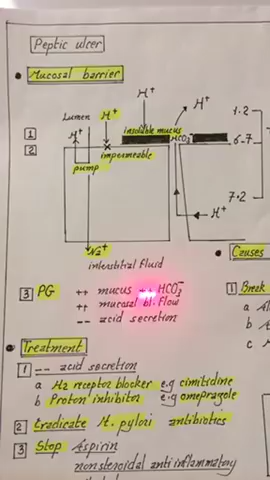 Peptic ulcer
• Mucosal barrier
H⁺
H⁺
Lumen H⁺
1.2
insoluble mucus HCO₃⁻
1 H⁺
6-7
2 impermeable
pump
7.2
H⁺
Na⁺
• Causes
interstitial fluid
3 PG ++ mucus ++ HCO₃⁻
1 Break
++ mucosal bl. flow
a
-- acid secretion
b
• Treatment
c
1 -- acid secretion
a H2 receptor blocker e.g cimitidine
b Proton inhibitor e.g omeprazole
2 Eradicate H. pylori antibiotics
3 Stop Aspirin
nonsteroidal anti inflammatory